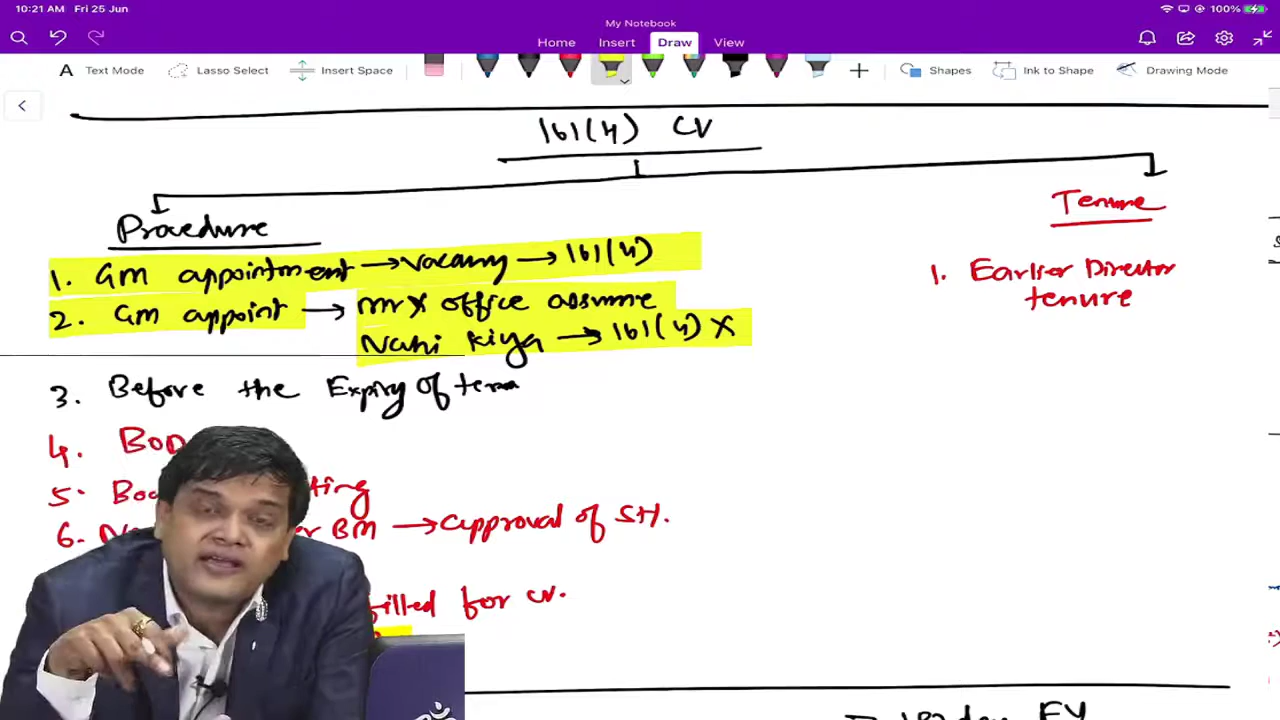 10:21 AM Fri 25 Jun
100%
My Notebook
Home Insert Draw View
A Text Mode Lasso Select Insert Space Shapes Ink to Shape Drawing Mode
161(4) CV
Procedure
Tenure
1. GM appointment → vacancy → 161(4)
2. GM appoint → Mr X office assume
Nahi kiya → 161(4) X
1. Earlier Director
tenure
3. Before the Expiry of term
4. BOD
5.
6. BM → approval of SH.
filled for CV.
FY